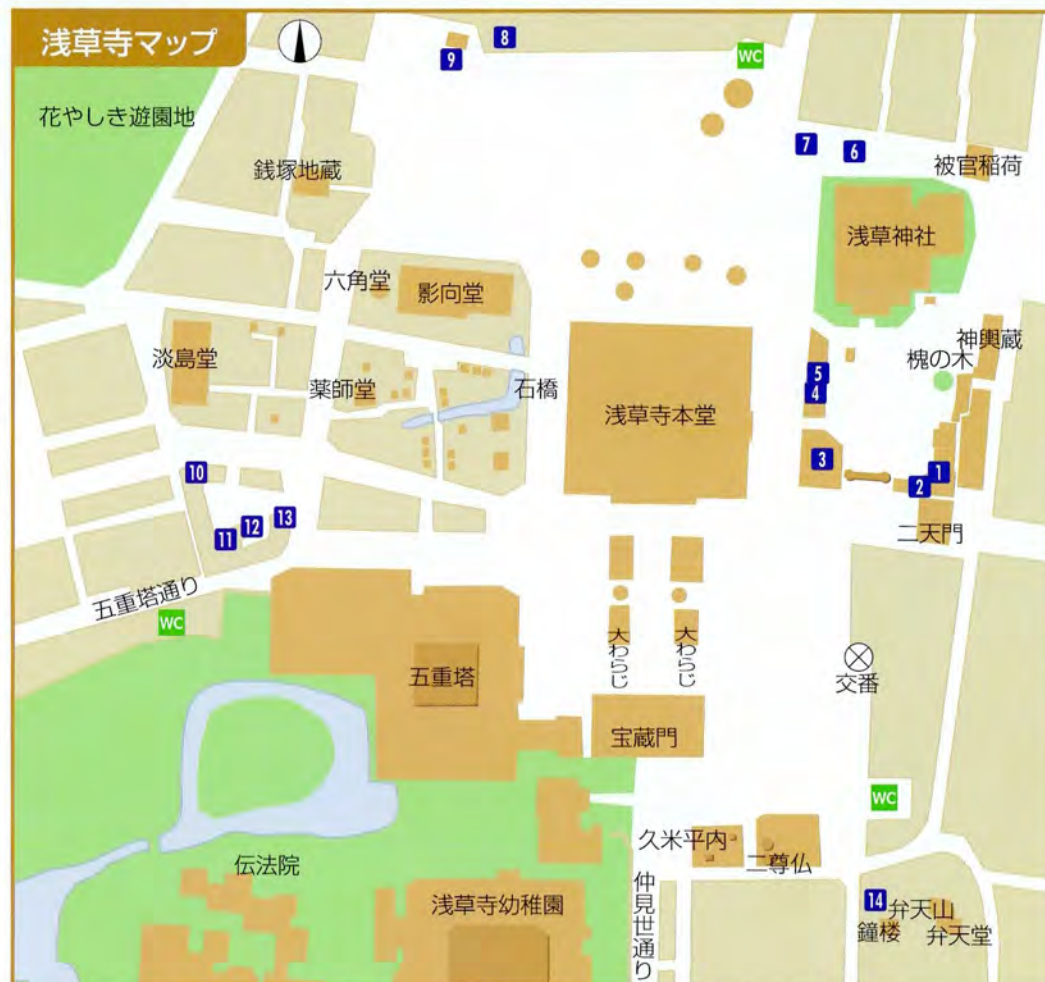 浅草寺マップ
8
9
WC
花やしき遊園地
7
6
銭塚地蔵
被官稲荷
浅草神社
六角堂
影向堂
神輿蔵
淡島堂
槐の木
薬師堂
石橋
5
4
浅草寺本堂
3
10
1
2
13
12
11
二天門
五重塔通り
WC
大わらじ
大わらじ
五重塔
交番
宝蔵門
WC
久米平内
二尊仏
伝法院
仲見世通り
浅草寺幼稚園
14
弁天山
鐘楼
弁天堂